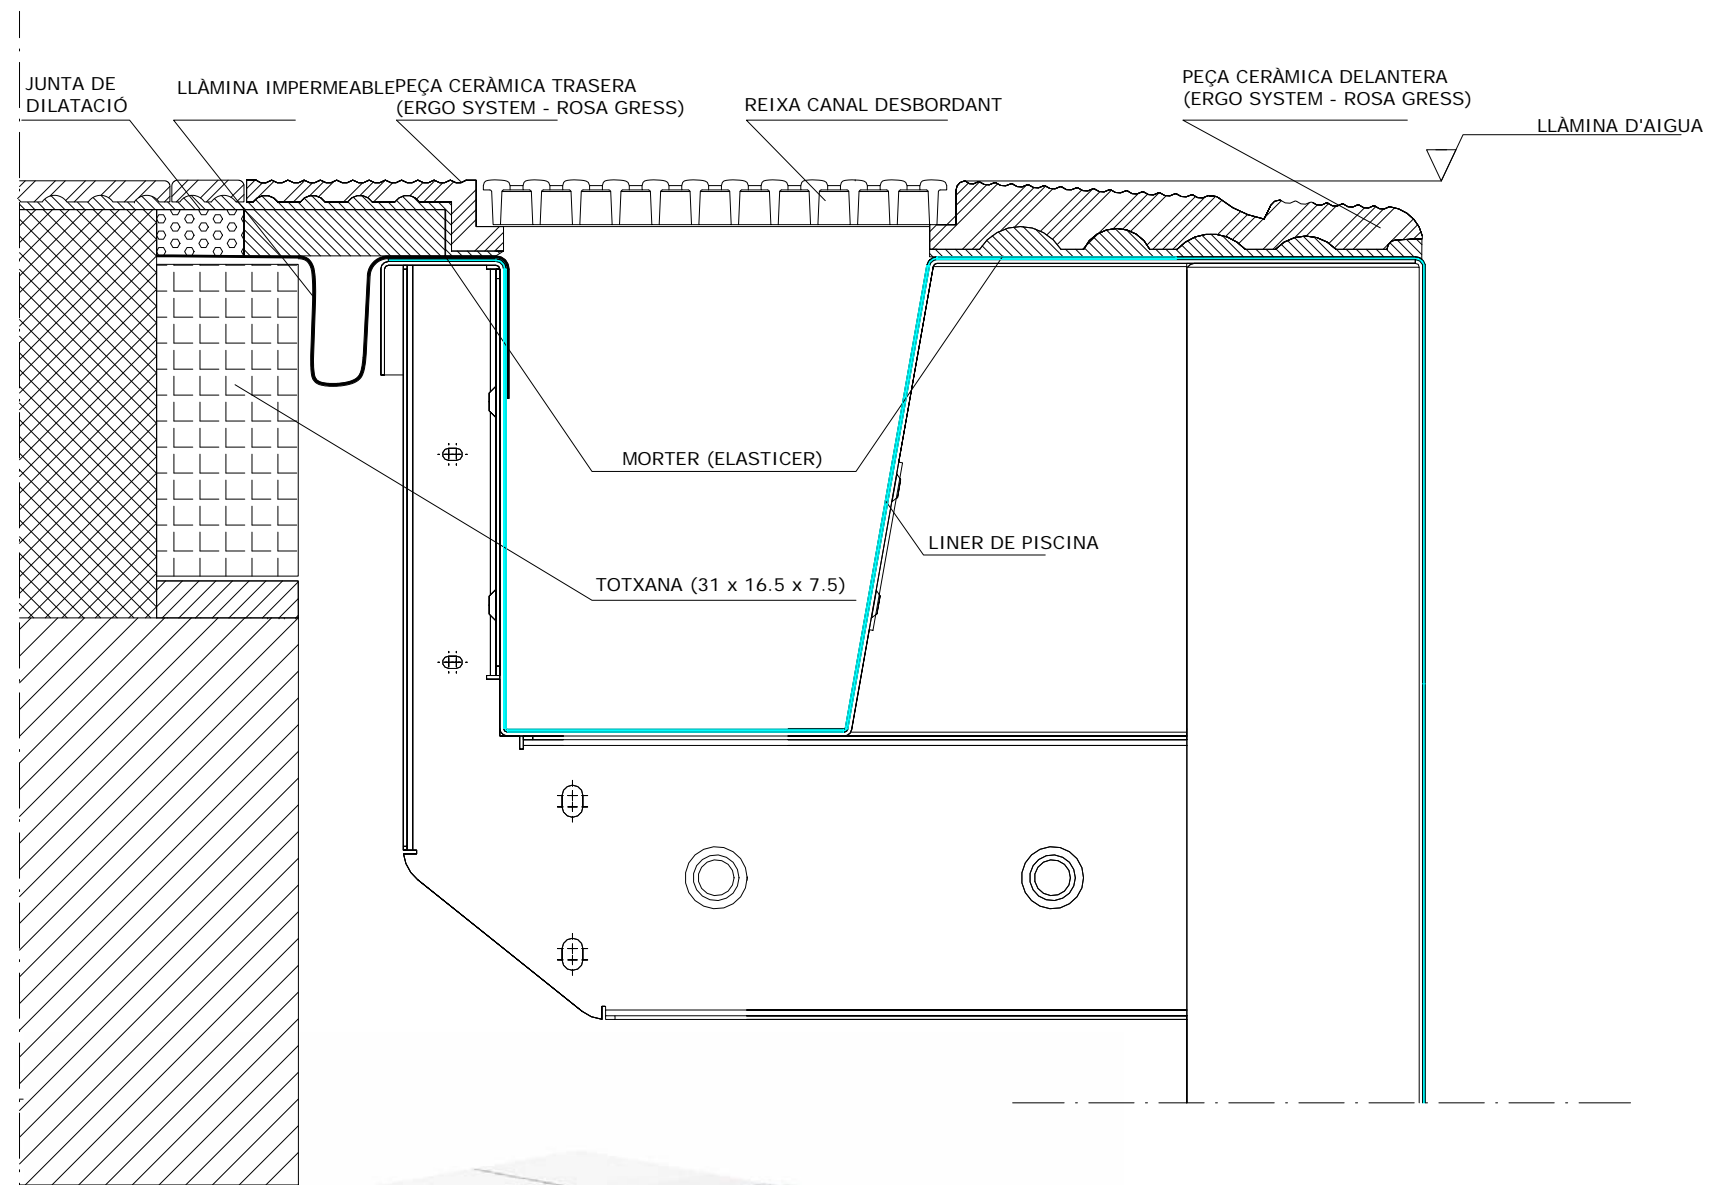 JUNTA DE
DILATACIÓ
LLÀMINA IMPERMEABLE
PEÇA CERÀMICA TRASERA
(ERGO SYSTEM - ROSA GRESS)
REIXA CANAL DESBORDANT
PEÇA CERÀMICA DELANTERA
(ERGO SYSTEM - ROSA GRESS)
LLÀMINA D'AIGUA
MORTER (ELASTICER)
LINER DE PISCINA
TOTXANA (31 x 16.5 x 7.5)